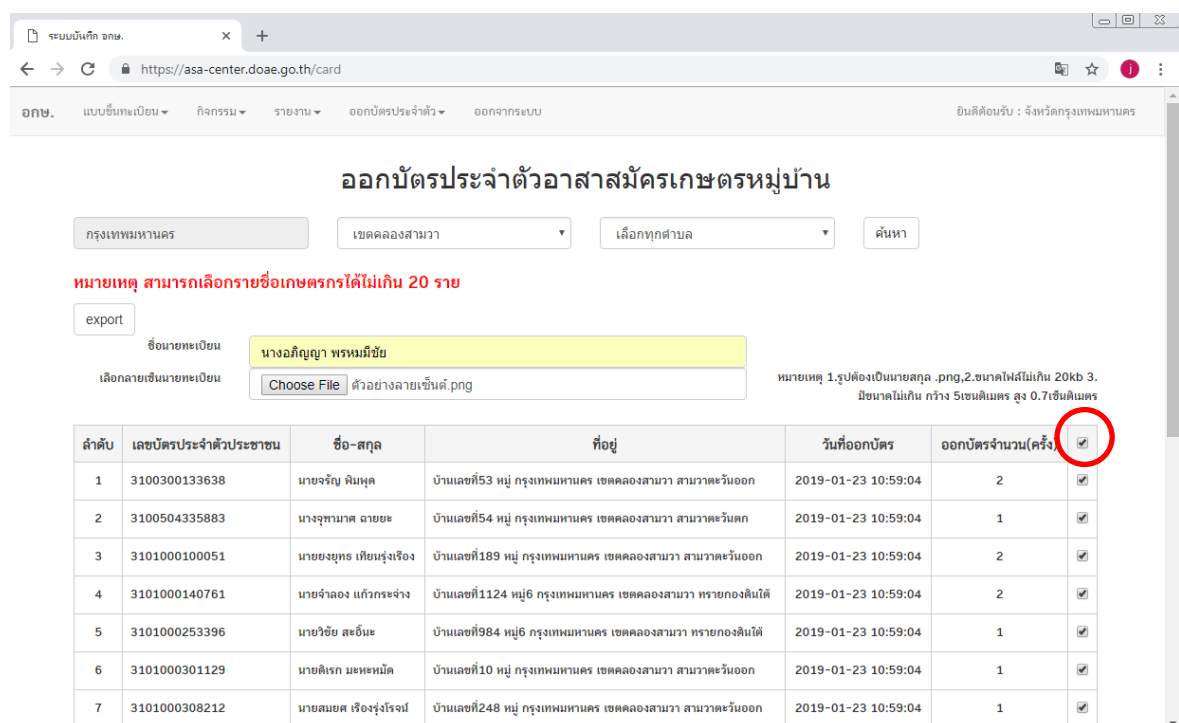 ระบบบันทึก อกษ.
https://asa-center.doae.go.th/card
j
อกษ. แบบขึ้นทะเบียน กิจกรรม รายงาน ออกบัตรประจำตัว ออกจากระบบ ยินดีต้อนรับ : จังหวัดกรุงเทพมหานคร
ออกบัตรประจำตัวอาสาสมัครเกษตรหมู่บ้าน
กรุงเทพมหานคร เขตคลองสามวา เลือกทุกตำบล ค้นหา
หมายเหตุ สามารถเลือกรายชื่อเกษตรกรได้ไม่เกิน 20 ราย
export
ชื่อนายทะเบียน นางอภิญญา พรหมมีชัย
เลือกลายเซ็นนายทะเบียน Choose File ตัวอย่างลายเซ็นต์.png หมายเหตุ 1.รูปต้องเป็นนายสกุล .png,2.ขนาดไฟล์ไม่เกิน 20kb 3.
มีขนาดไม่เกิน กว้าง 5เซนติเมตร สูง 0.7เซ็นติเมตร
ลำดับ เลขบัตรประจำตัวประชาชน ชื่อ-สกุล ที่อยู่ วันที่ออกบัตร ออกบัตรจำนวน(ครั้ง)
1 3100300133638 นายจรัญ พิมพุด บ้านเลขที่53 หมู่ กรุงเทพมหานคร เขตคลองสามวา สามวาตะวันออก 2019-01-23 10:59:04 2
2 3100504335883 นางจุฑามาศ ฉายยะ บ้านเลขที่54 หมู่ กรุงเทพมหานคร เขตคลองสามวา สามวาตะวันตก 2019-01-23 10:59:04 1
3 3101000100051 นายยงยุทธ เทียนรุ่งเรือง บ้านเลขที่189 หมู่ กรุงเทพมหานคร เขตคลองสามวา สามวาตะวันออก 2019-01-23 10:59:04 2
4 3101000140761 นายจำลอง แก้วกระจ่าง บ้านเลขที่1124 หมู่6 กรุงเทพมหานคร เขตคลองสามวา ทรายกองดินใต้ 2019-01-23 10:59:04 2
5 3101000253396 นายวิชัย สะอิ้นะ บ้านเลขที่984 หมู่6 กรุงเทพมหานคร เขตคลองสามวา ทรายกองดินใต้ 2019-01-23 10:59:04 1
6 3101000301129 นายดิเรก มะหะหมัด บ้านเลขที่10 หมู่ กรุงเทพมหานคร เขตคลองสามวา สามวาตะวันออก 2019-01-23 10:59:04 1
7 3101000308212 นายสมยศ เรืองรุ่งโรจน์ บ้านเลขที่248 หมู่ กรุงเทพมหานคร เขตคลองสามวา สามวาตะวันออก 2019-01-23 10:59:04 1